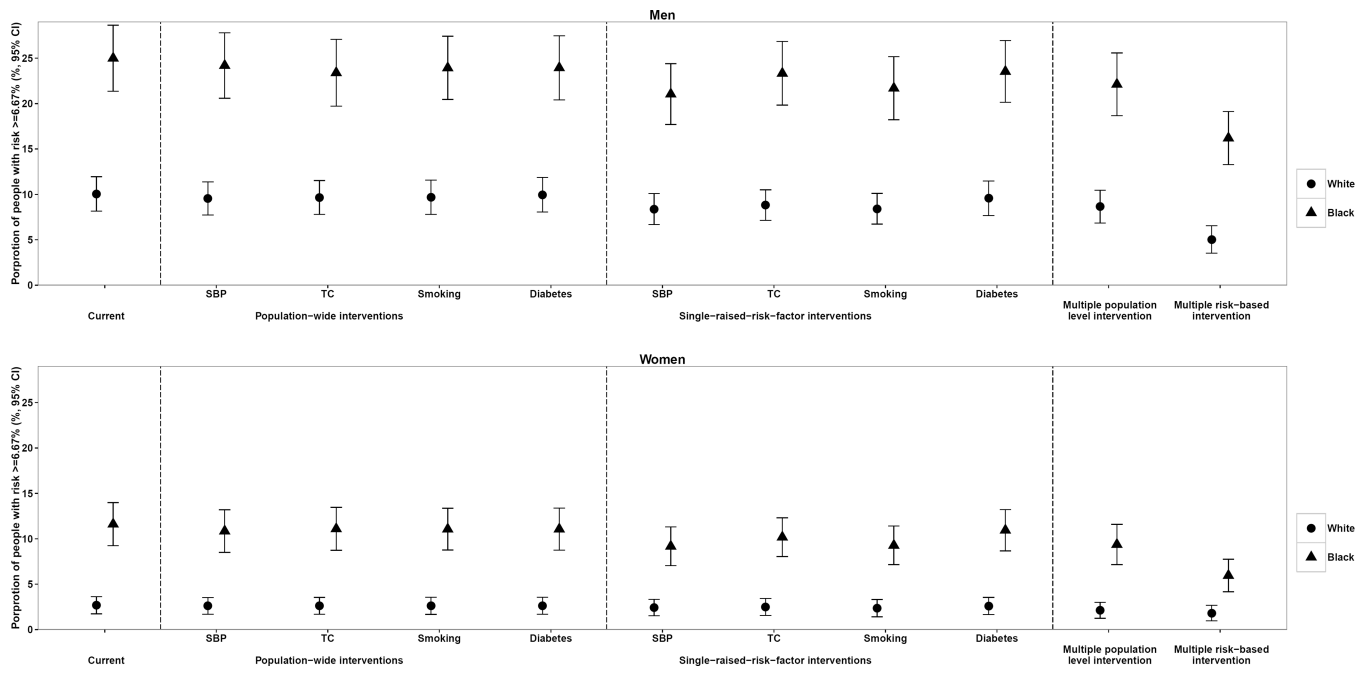 Men
Porprotion of people with risk >=6.67% (%, 95% CI)
25
20
15
10
5
0
SBP TC Smoking Diabetes SBP TC Smoking Diabetes
Current Population−wide interventions Single−raised−risk−factor interventions
Multiple population
level intervention
Multiple risk−based
intervention
White
Black
Women
Porprotion of people with risk >=6.67% (%, 95% CI)
25
20
15
10
5
0
SBP TC Smoking Diabetes SBP TC Smoking Diabetes
Current Population−wide interventions Single−raised−risk−factor interventions
Multiple population
level intervention
Multiple risk−based
intervention
White
Black